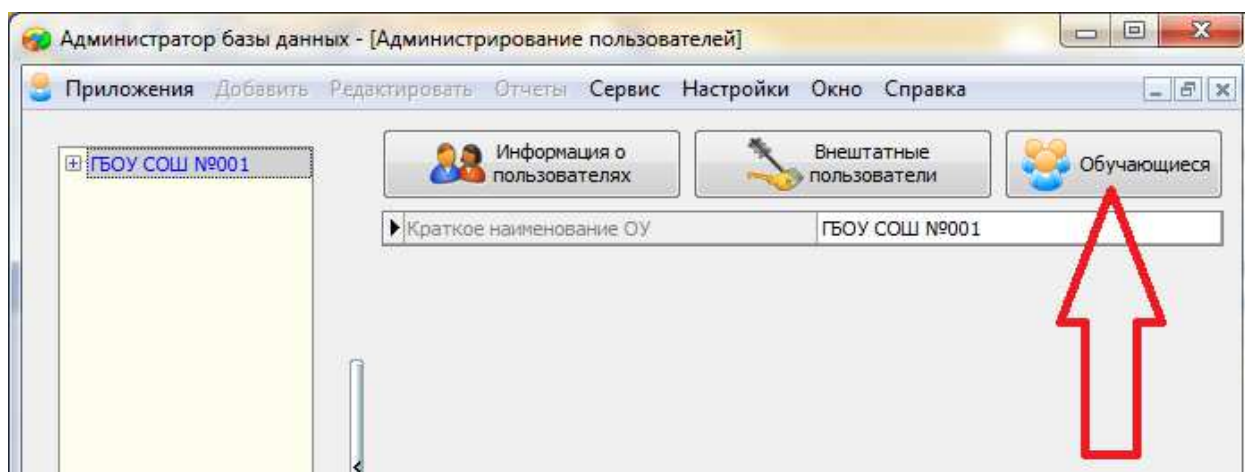 Администратор базы данных - [Администрирование пользователей]
Приложения Добавить Редактировать Отчеты Сервис Настройки Окно Справка
ГБОУ СОШ №001
Информация о
пользователях
Внештатные
пользователи
Обучающиеся
Краткое наименование ОУ ГБОУ СОШ №001